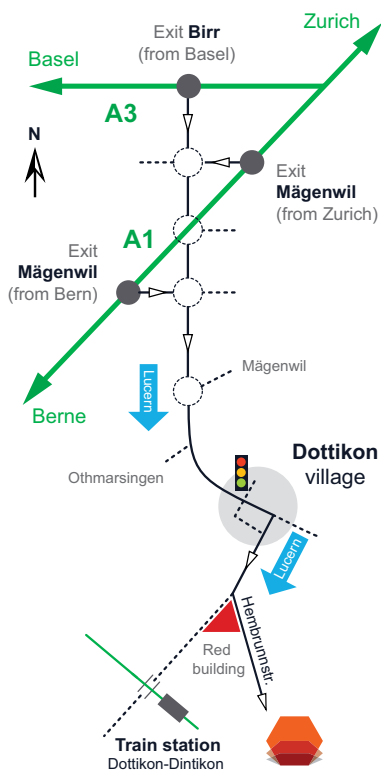 Zurich
Exit Birr
(from Basel)
Basel
A3
N
Exit
Mägenwil
(from Zurich)
A1
Exit
Mägenwil
(from Bern)
Lucern
Mägenwil
Berne
Dottikon
village
Othmarsingen
Lucern
Hembrunnstr.
Red
building
Train station
Dottikon-Dintikon